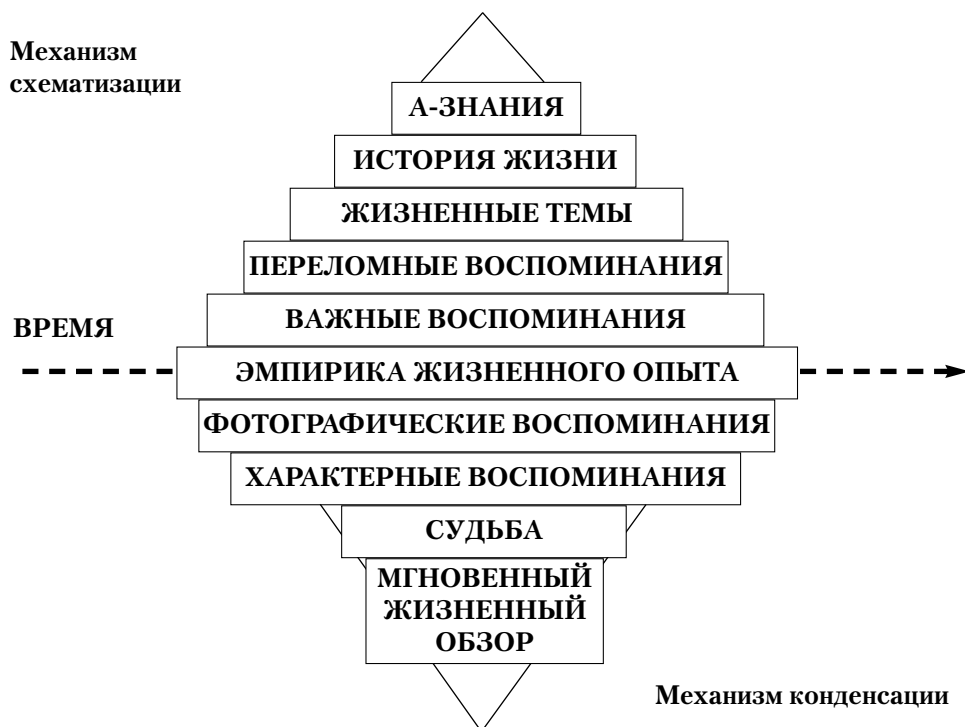 Механизм
схематизации
А-ЗНАНИЯ
ИСТОРИЯ ЖИЗНИ
ЖИЗНЕННЫЕ ТЕМЫ
ПЕРЕЛОМНЫЕ ВОСПОМИНАНИЯ
ВАЖНЫЕ ВОСПОМИНАНИЯ
ВРЕМЯ
ЭМПИРИКА ЖИЗНЕННОГО ОПЫТА
ФОТОГРАФИЧЕСКИЕ ВОСПОМИНАНИЯ
ХАРАКТЕРНЫЕ ВОСПОМИНАНИЯ
СУДЬБА
МГНОВЕННЫЙ
ЖИЗНЕННЫЙ
ОБЗОР
Механизм конденсации